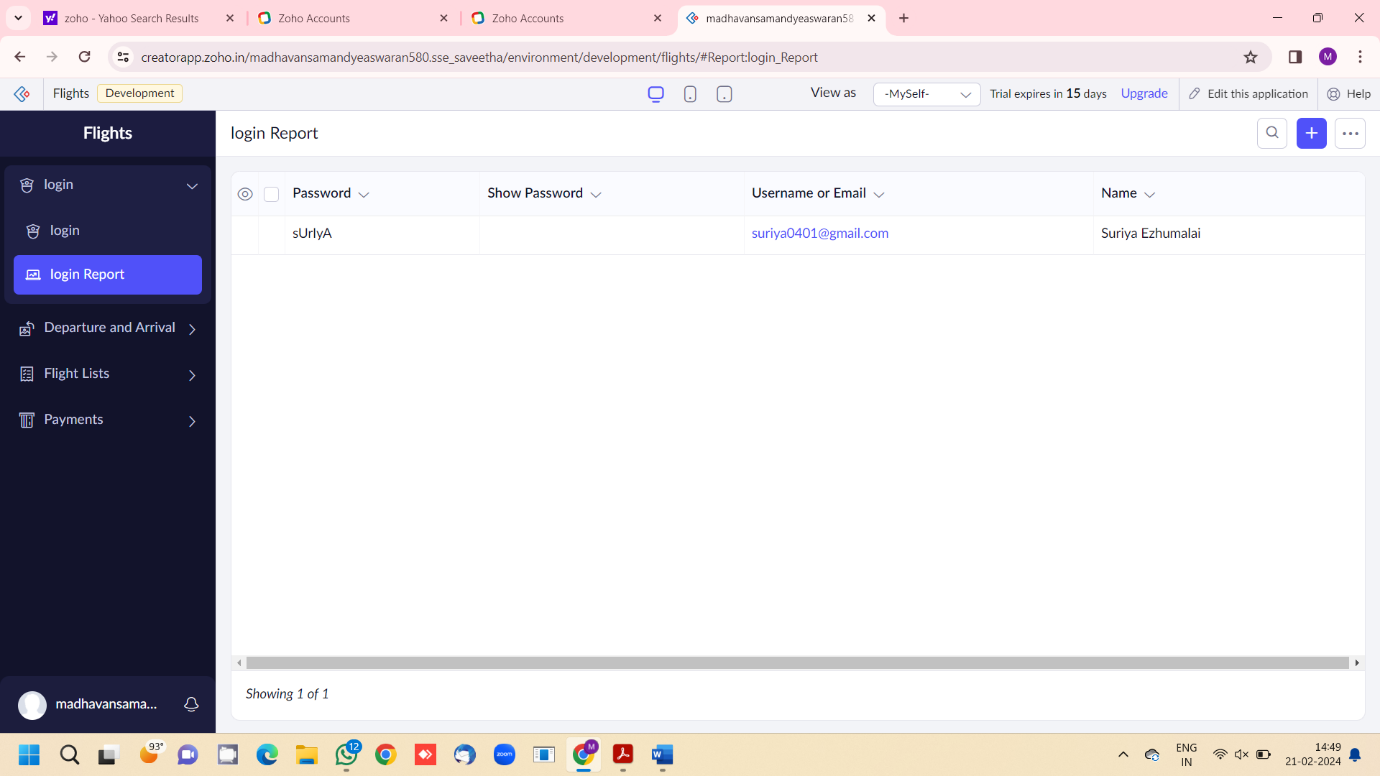 zoho - Yahoo Search Results
Zoho Accounts
Zoho Accounts
madhavansamandyeaswaran58
creatorapp.zoho.in/madhavansamandyeaswaran580.sse_saveetha/environment/development/flights/#Report:login_Report
M
Flights
Development
View as
-MySelf-
Trial expires in 15 days
Upgrade
Edit this application
Help
Flights
login Report
login
login
login Report
Departure and Arrival
Flight Lists
Payments
Password
Show Password
Username or Email
Name
sUrIyA
suriya0401@gmail.com
Suriya Ezhumalai
Showing 1 of 1
madhavansama...
93°
12
zoom
M
W
ENG
IN
14:49
21-02-2024